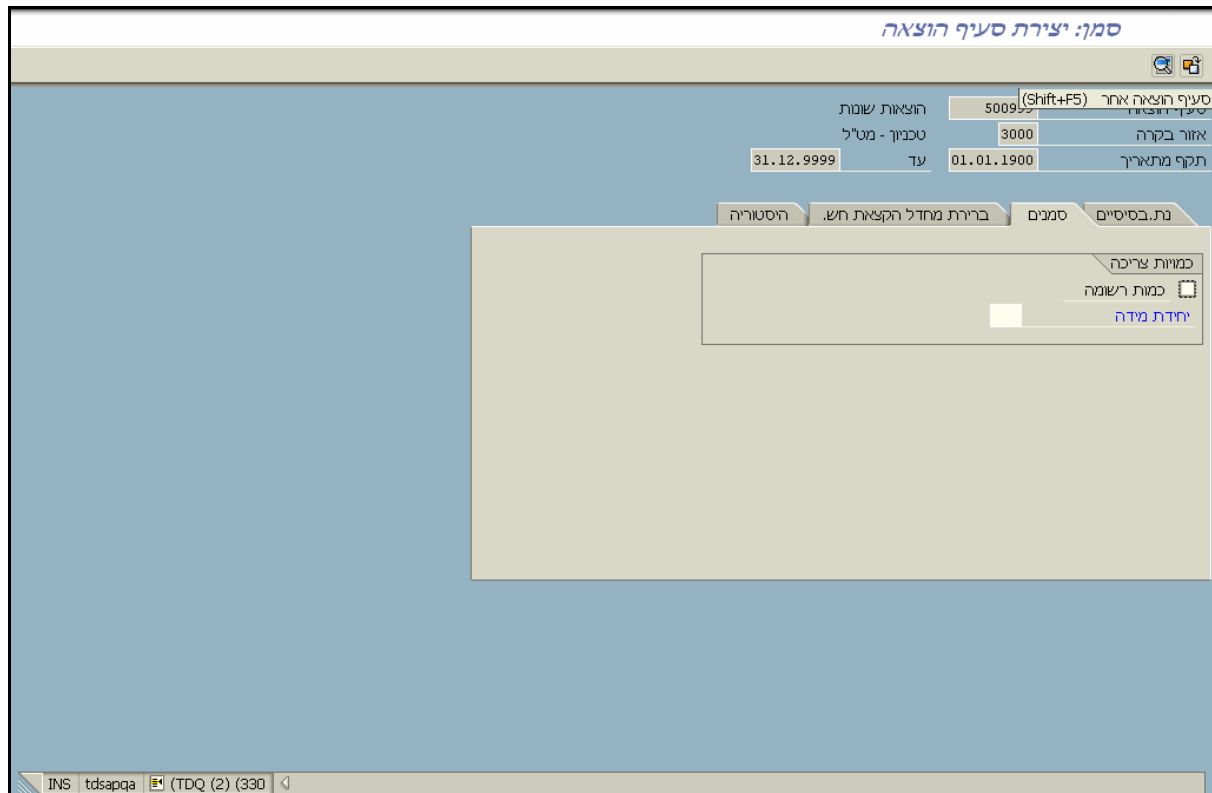 סמן: יצירת סעיף הוצאה
סעיף הוצאה אחר (Shift+F5)
הוצאות שונות
אזור בקרה 3000 טכניון - מט"ל
תקף מתאריך 01.01.1900 עד 31.12.9999
נת.בסיסיים סמנים ברירת מחדל הקצאת חש. היסטוריה
כמויות צריכה
כמות רשומה
יחידת מידה
INS tdsapqa (TDQ (2) (330